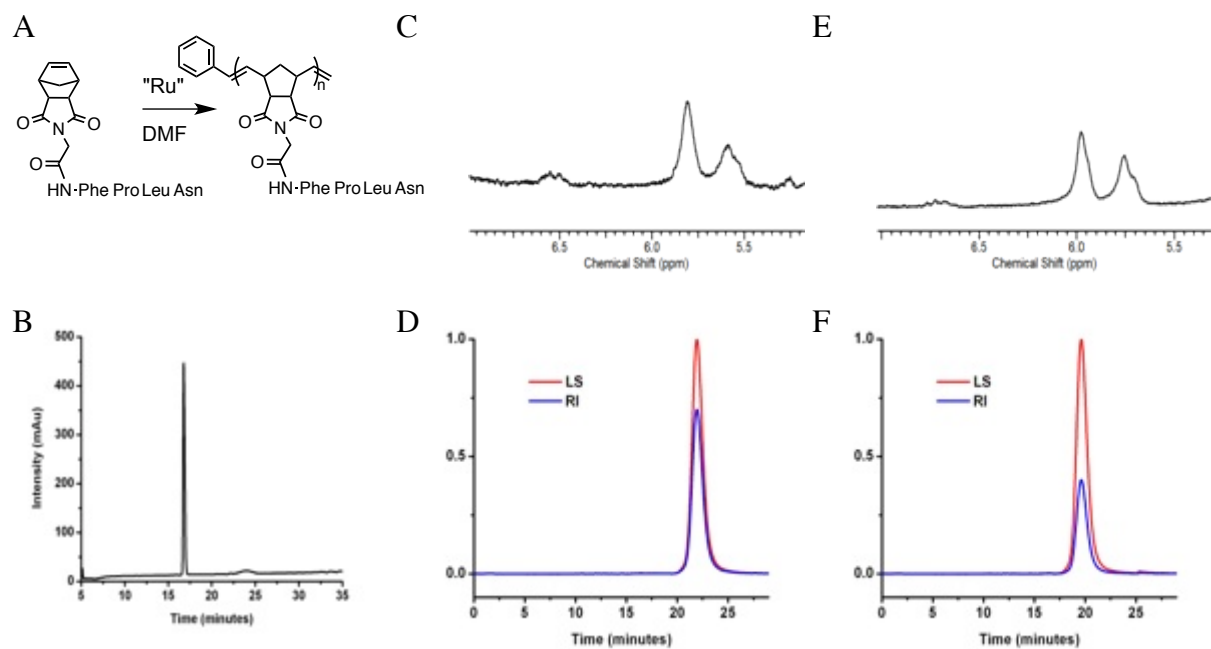 A
"Ru"
DMF
n
O
N
O
O
HN-Phe Pro Leu Asn
O
N
O
O
HN-Phe Pro Leu Asn
B
500
400
300
200
100
0
Intensity (mAu)
5 10 15 20 25 30 35
Time (minutes)
C
6.5 6.0 5.5
Chemical Shift (ppm)
D
1.0
0.5
0.0
LS
RI
0 5 10 15 20 25
Time (minutes)
E
6.5 6.0 5.5
Chemical Shift (ppm)
F
1.0
0.5
0.0
LS
RI
0 5 10 15 20 25
Time (minutes)